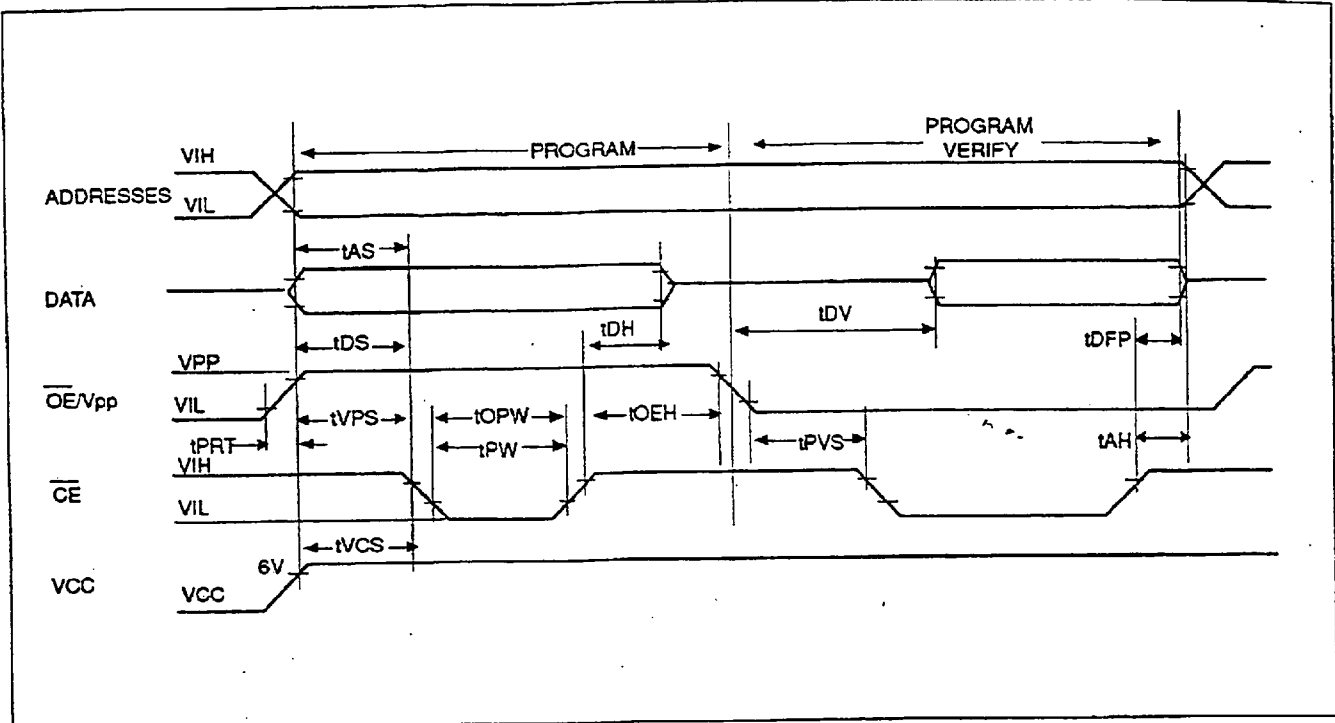 PROGRAM
PROGRAM
VERIFY
VIH
ADDRESSES
VIL
tAS
DATA
tDS
tDH
tDV
tDFP
VPP
OE/Vpp
VIL
tVPS
tOPW
tOEH
tPRT
tPW
tPVS
tAH
VIH
CE
VIL
tVCS
6V
VCC
VCC